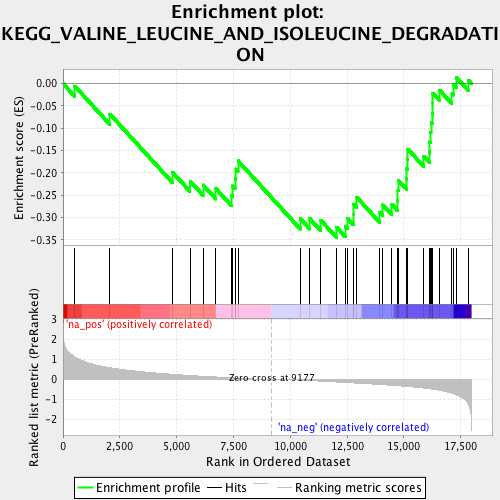 Enrichment plot:
KEGG_VALINE_LEUCINE_AND_ISOLEUCINE_DEGRADATI
ON
Enrichment score (ES)
0.00
-0.05
-0.10
-0.15
-0.20
-0.25
-0.30
-0.35
'na_pos' (positively correlated)
Ranked list metric (PreRanked)
3
2
1
0
-1
-2
Zero cross at 9177
'na_neg' (negatively correlated)
0
2,500
5,000
7,500
10,000
12,500
15,000
17,500
Rank in Ordered Dataset
Enrichment profile
Hits
Ranking metric scores